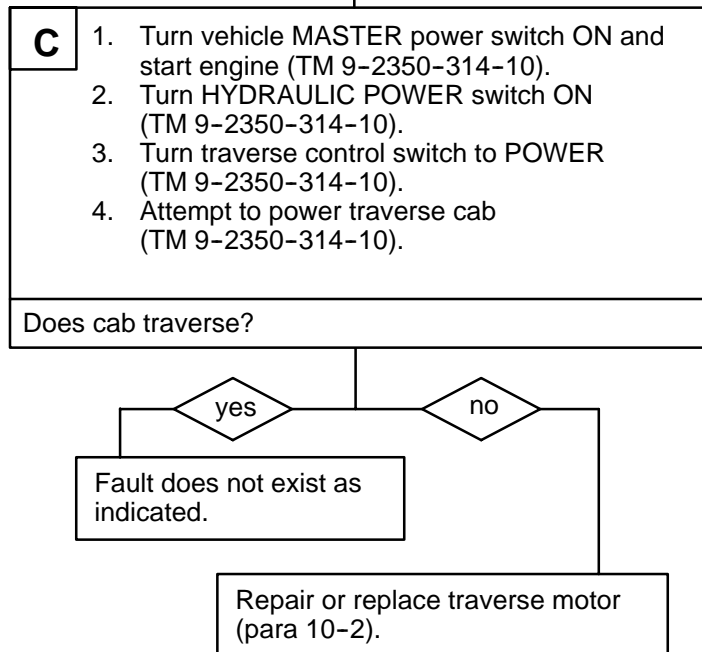 C
1. Turn vehicle MASTER power switch ON and
start engine (TM 9-2350-314-10).
2. Turn HYDRAULIC POWER switch ON
(TM 9-2350-314-10).
3. Turn traverse control switch to POWER
(TM 9-2350-314-10).
4. Attempt to power traverse cab
(TM 9-2350-314-10).
Does cab traverse?
yes
no
Fault does not exist as
indicated.
Repair or replace traverse motor
(para 10-2).